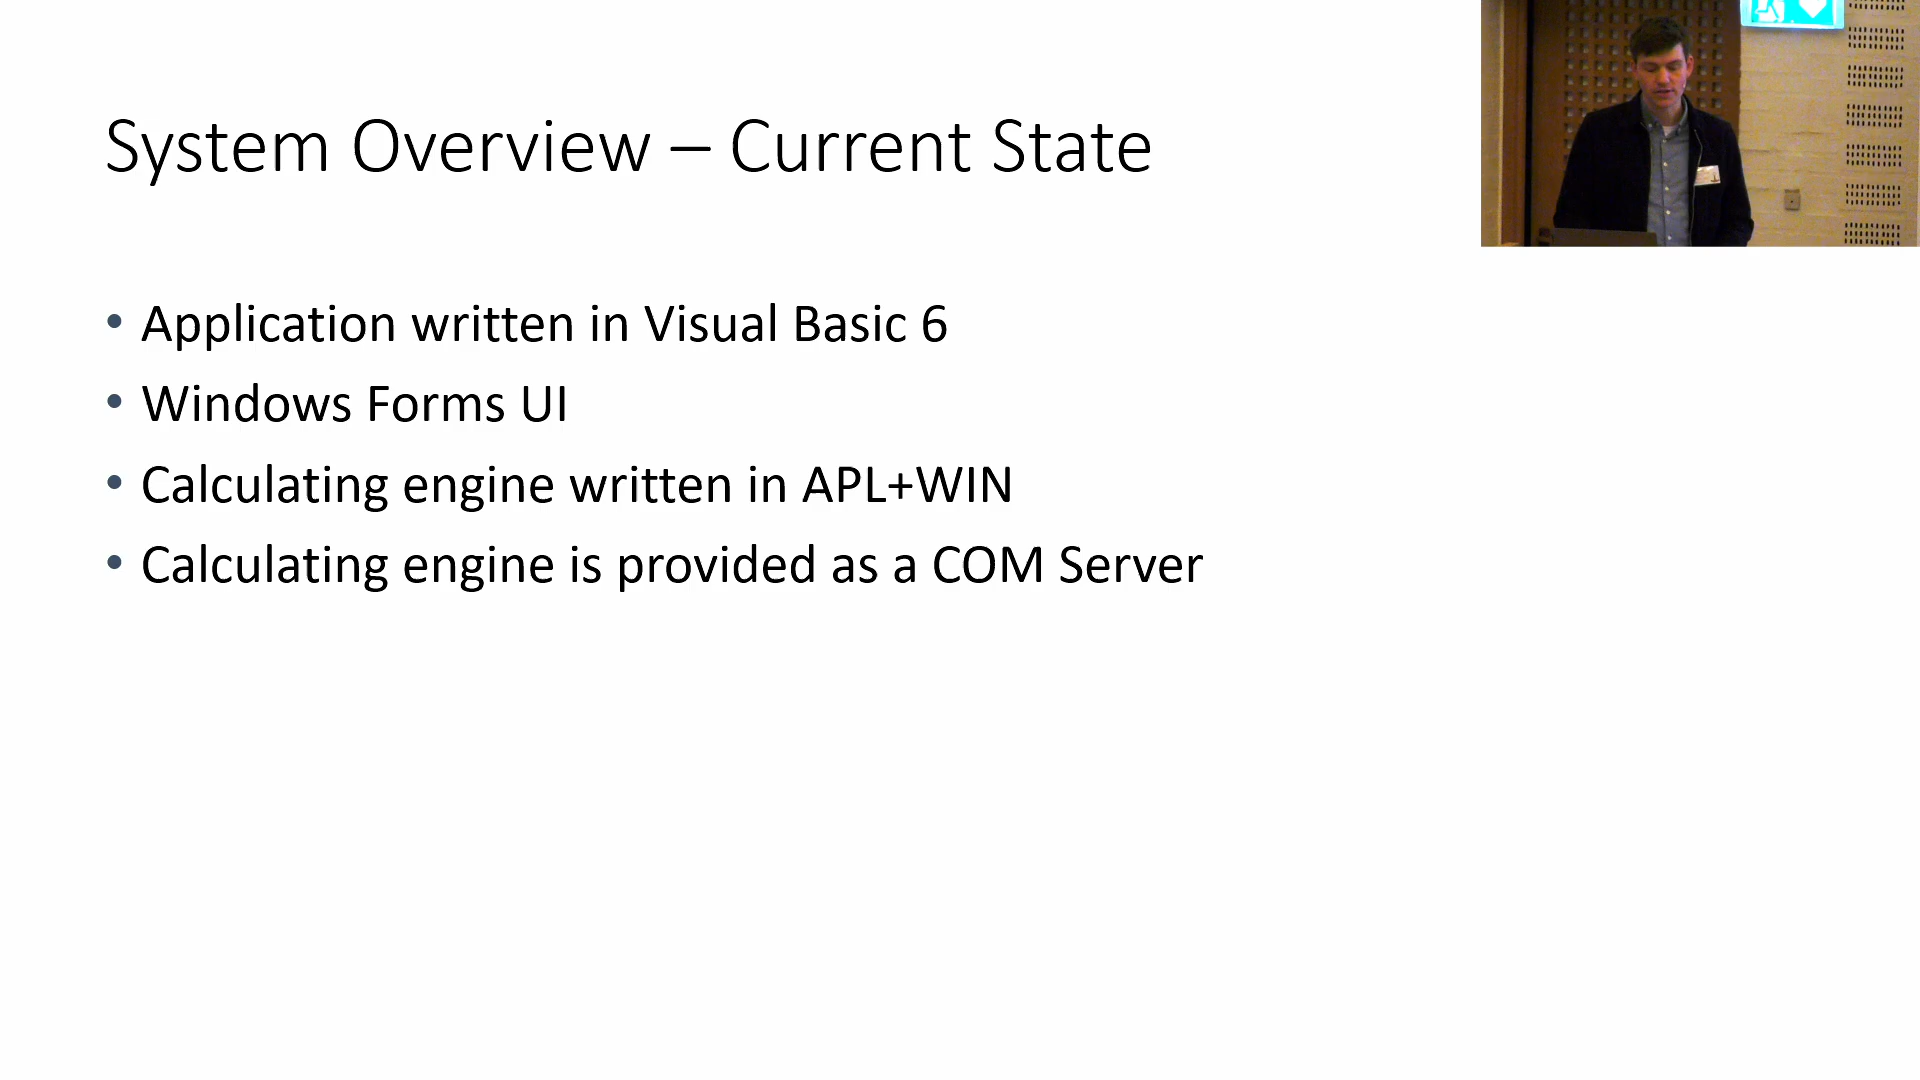 System Overview – Current State
• Application written in Visual Basic 6
• Windows Forms UI
• Calculating engine written in APL+WIN
• Calculating engine is provided as a COM Server